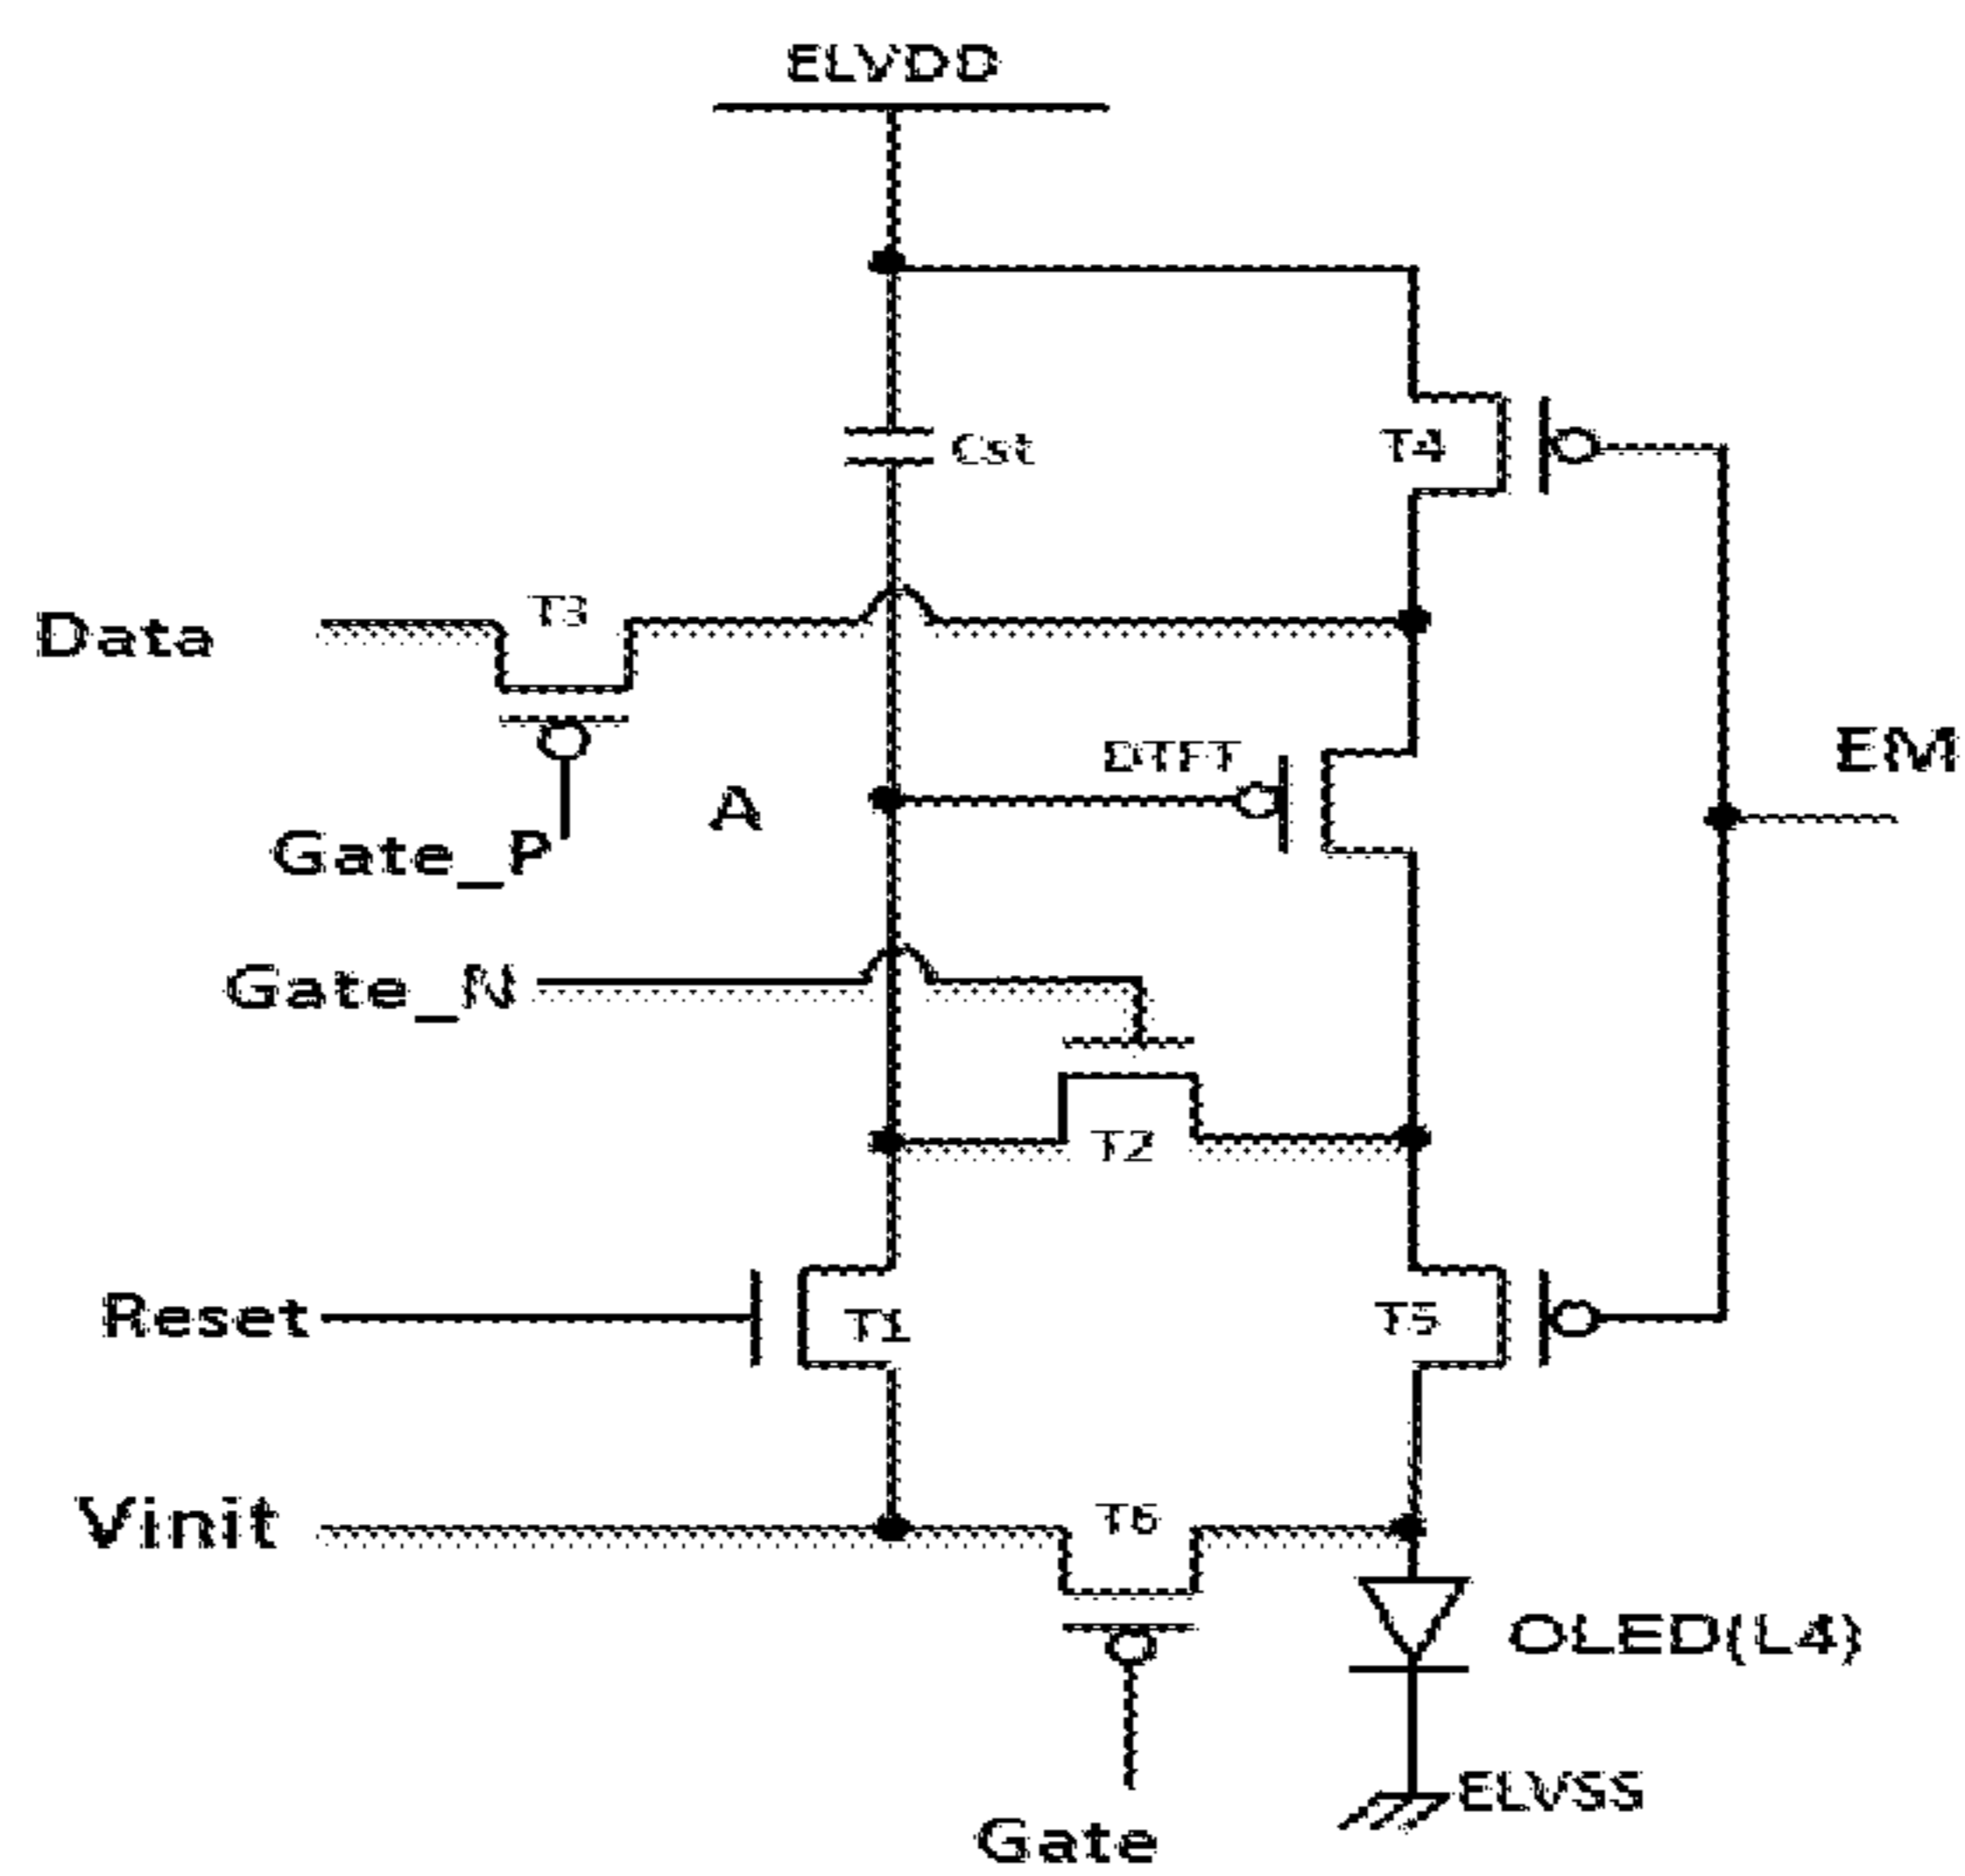 ELVDD
Cst
T4
Data
T3
DTFT
EM
A
Gate_P
Gate_N
T2
Reset
T1
T5
Vinit
T6
OLED(L4)
ELVSS
Gate